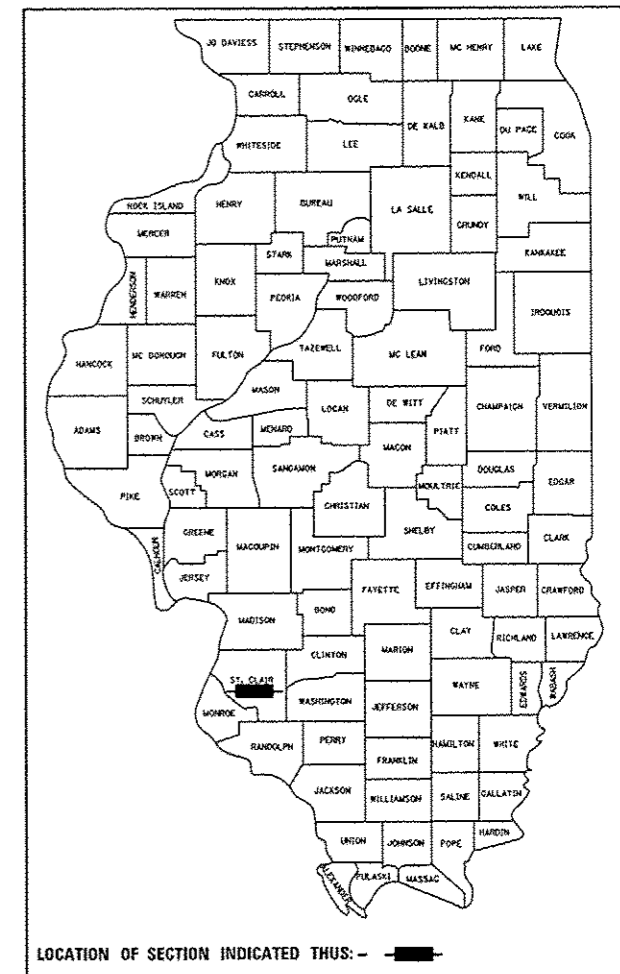 JO DAVIESS STEPHENSON WINNEBAGO BOONE MC HENRY LAKE
CARROLL OGLE DE KALB KANE DU PAGE COOK
WHITESIDE LEE
KENDALL
ROCK ISLAND HENRY BUREAU LA SALLE GRUNDY WILL
MERCER PUTNAM
STARK MARSHALL KANKAKEE
HENDERSON WARREN KNOX PEORIA WOODFORD LIVINGSTON IROQUOIS
HANCOCK MC DONOUGH FULTON TAZEWELL MC LEAN FORD
SCHUYLER MASON
ADAMS BROWN CASS MENARD LOGAN DE WITT PIATT CHAMPAIGN VERMILION
MACON
PIKE SCOTT MORGAN SANGAMON CHRISTIAN MOULTRIE DOUGLAS EDGAR
COLES
CALHOUN GREENE MACOUPIN MONTGOMERY SHELBY CUMBERLAND CLARK
JERSEY FAYETTE EFFINGHAM JASPER CRAWFORD
MADISON BOND
CLINTON MARION CLAY RICHLAND LAWRENCE
ST. CLAIR WASHINGTON JEFFERSON WAYNE EDWARDS WABASH
MONROE
RANDOLPH PERRY FRANKLIN HAMILTON WHITE
JACKSON WILLIAMSON SALINE GALLATIN
UNION JOHNSON POPE HARDIN
ALEXANDER PULASKI MASSAC
LOCATION OF SECTION INDICATED THUS: -